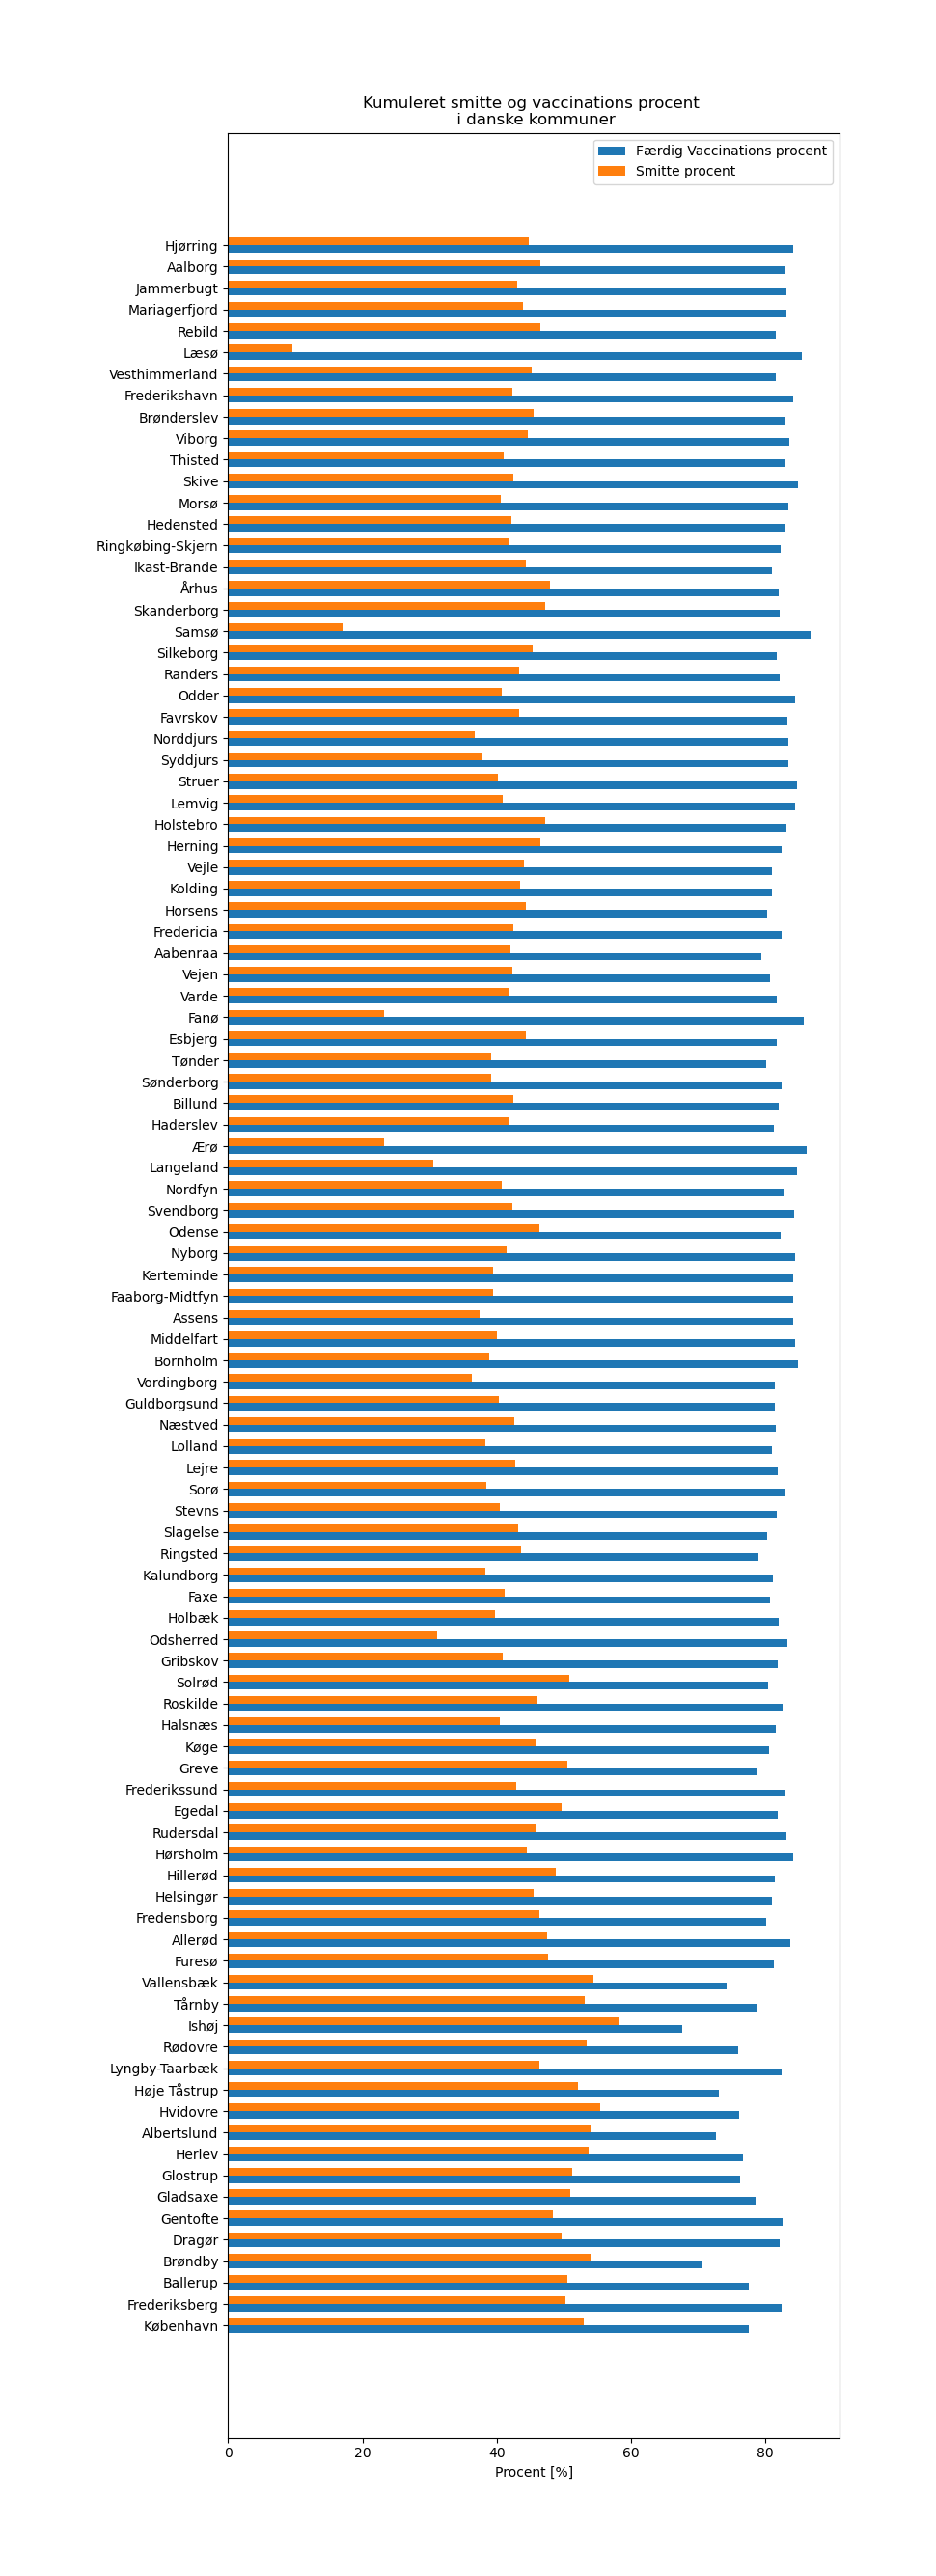 Kumuleret smitte og vaccinations procent
i danske kommuner
Færdig Vaccinations procent
Smitte procent
Hjørring
Aalborg
Jammerbugt
Mariagerfjord
Rebild
Læsø
Vesthimmerland
Frederikshavn
Brønderslev
Viborg
Thisted
Skive
Morsø
Hedensted
Ringkøbing-Skjern
Ikast-Brande
Århus
Skanderborg
Samsø
Silkeborg
Randers
Odder
Favrskov
Norddjurs
Syddjurs
Struer
Lemvig
Holstebro
Herning
Vejle
Kolding
Horsens
Fredericia
Aabenraa
Vejen
Varde
Fanø
Esbjerg
Tønder
Sønderborg
Billund
Haderslev
Ærø
Langeland
Nordfyn
Svendborg
Odense
Nyborg
Kerteminde
Faaborg-Midtfyn
Assens
Middelfart
Bornholm
Vordingborg
Guldborgsund
Næstved
Lolland
Lejre
Sorø
Stevns
Slagelse
Ringsted
Kalundborg
Faxe
Holbæk
Odsherred
Gribskov
Solrød
Roskilde
Halsnæs
Køge
Greve
Frederikssund
Egedal
Rudersdal
Hørsholm
Hillerød
Helsingør
Fredensborg
Allerød
Furesø
Vallensbæk
Tårnby
Ishøj
Rødovre
Lyngby-Taarbæk
Høje Tåstrup
Hvidovre
Albertslund
Herlev
Glostrup
Gladsaxe
Gentofte
Dragør
Brøndby
Ballerup
Frederiksberg
København
0 20 40 60 80
Procent [%]